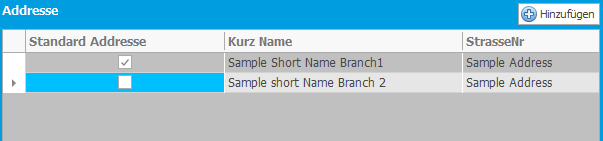 Addresse
Hinzufügen
Standard Addresse Kurz Name StrasseNr
Sample Short Name Branch1 Sample Address
Sample short Name Branch 2 Sample Address